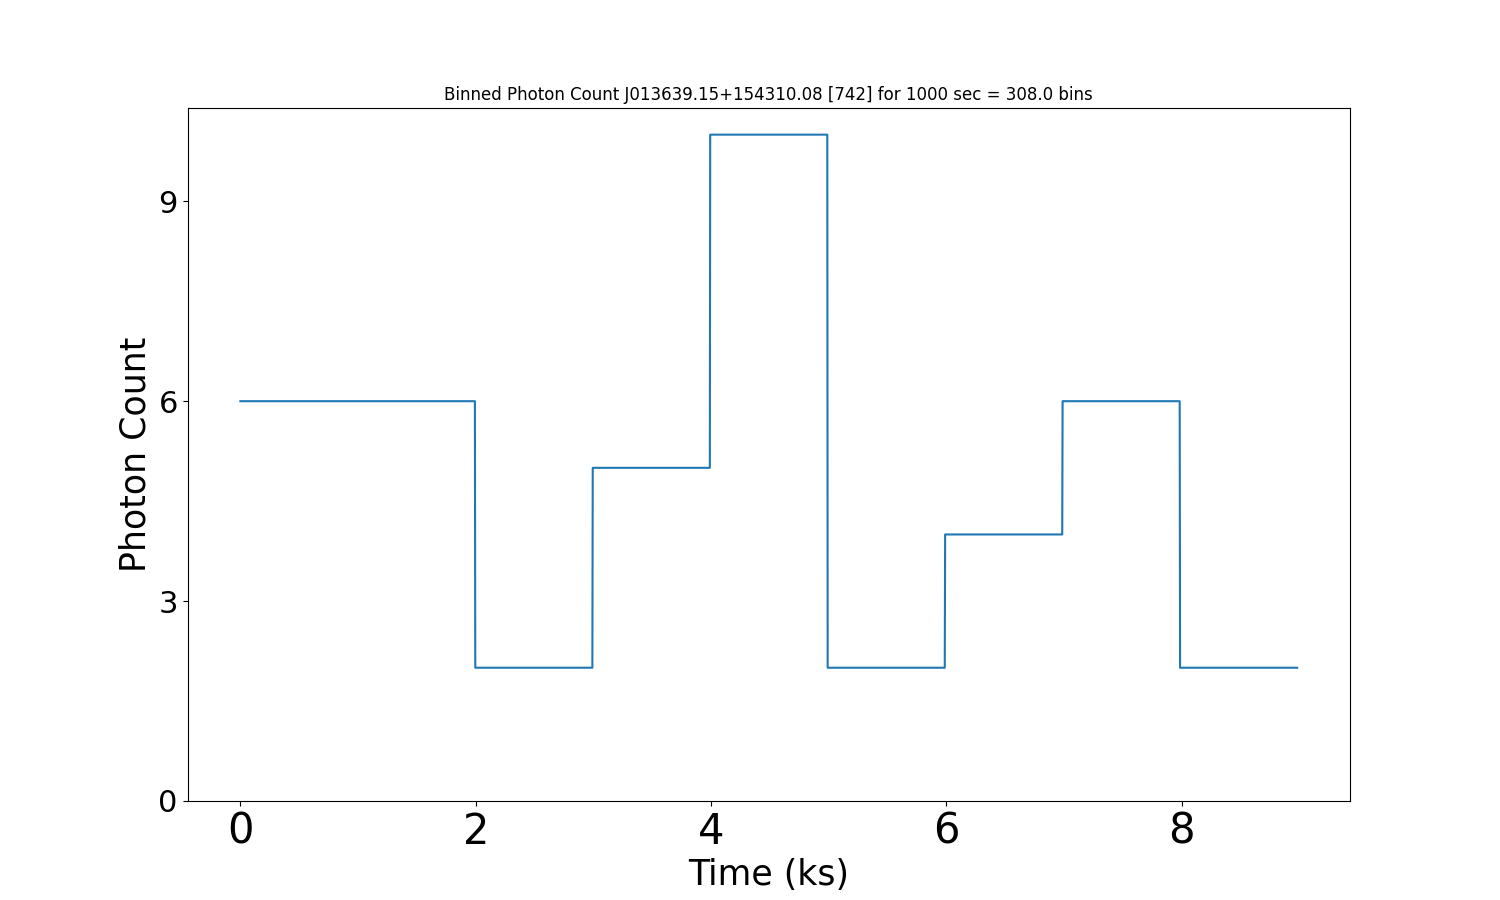 Binned Photon Count J013639.15+154310.08 [742] for 1000 sec = 308.0 bins
Photon Count
9
6
3
0
0 2 4 6 8
Time (ks)